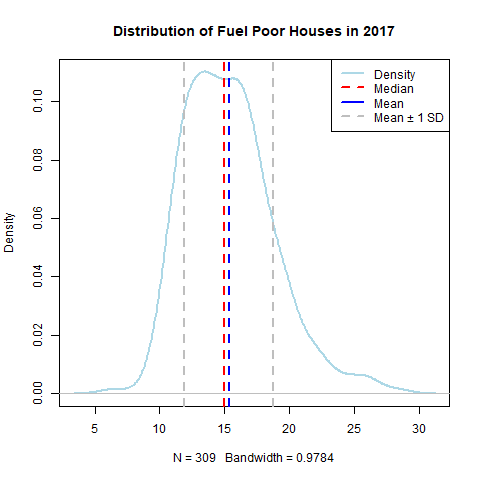 Distribution of Fuel Poor Houses in 2017
Density
Median
Mean
Mean ± 1 SD
Density
0.10
0.08
0.06
0.04
0.02
0.00
5 10 15 20 25 30
N = 309 Bandwidth = 0.9784